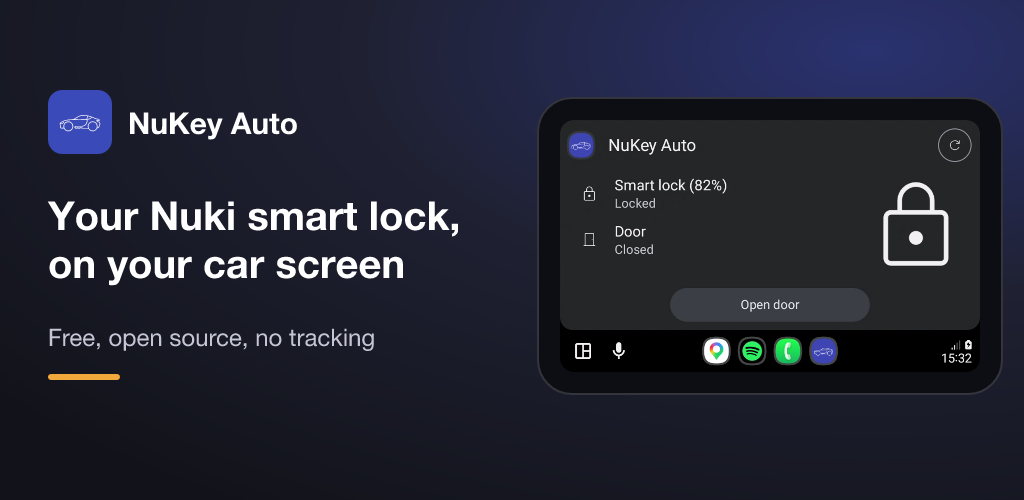 NuKey Auto
Your Nuki smart lock,
on your car screen
Free, open source, no tracking
NuKey Auto
Smart lock (82%)
Locked
Door
Closed
Open door
15:32